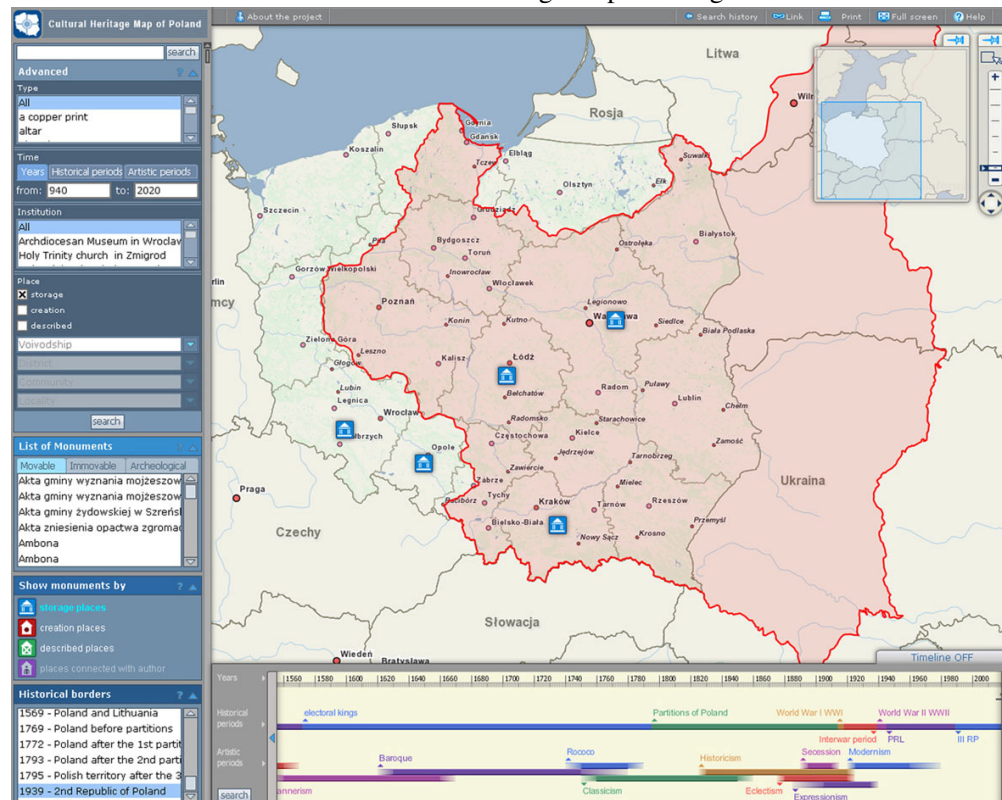 Cultural Heritage Map of Poland
About the project
Search history
Link
Print
Full screen
Help
search
Advanced
?
Type
All
a copper print
altar
Time
Years Historical periods Artistic periods
from: 940 to: 2020
Institution
All
Archdiocesan Museum in Wroclaw
Holy Trinity church in Zmigrod
Place
storage
creation
described
Voivodship
District
Community
Locality
search
List of Monuments
Movable Immovable Archeological
Akta gminy wyznania mojżeszow
Akta gminy wyznania mojżeszow
Akta gminy żydowskiej w Szreńs
Akta zniesienia opactwa zgromad
Ambona
Ambona
Show monuments by ?
storage places
creation places
described places
places connected with author
Historical borders ?
1569 - Poland and Lithuania
1769 - Poland before partitions
1772 - Poland after the 1st partit
1793 - Poland after the 2nd parti
1795 - Polish territory after the 3
1939 - 2nd Republic of Poland
Litwa
Wiln
Rosja
Słupsk
Gdynia
Gdańsk
Koszalin
Elbląg
Tczew
Suwałki
Olsztyn
Ełk
Szczecin
Grudziądz
Białystok
Piła
Bydgoszcz
Ostrołęka
Toruń
Gorzów Wielkopolski
Inowrocław
Włocławek
rlin
mcy
Poznań
Legionowo
Konin
Kutno
Siedlce
Biała Podlaska
Zielona Góra
Leszno
Kalisz
Łódź
Głogów
Lubin
Bełchatów
Radom
Puławy
Legnica
Lublin
Chełm
Wrocław
Radomsko
Starachowice
brzych
Częstochowa
Kielce
Opole
Zamość
Jędrzejów
Tarnobrzeg
Zawiercie
Ukraina
Praga
Zabrze
Mielec
Racibórz
Tychy
Kraków
Tarnów
Rzeszów
Bielsko-Biała
Przemyśl
Czechy
Nowy Sącz
Krosno
Słowacja
Wiedeń
Bratysława
Timeline OFF
Years
1560 1580 1600 1620 1640 1660 1680 1700 1720 1740 1760 1780 1800 1820 1840 1860 1880 1900 1920 1940 1960 1980 2000
Historical periods
electoral kings
Partitions of Poland
World War I WWI
World War II WWIII
Interwar period
PRL
III RP
Artistic periods
Baroque
Rococo
Historicism
Secession
Modernism
annerism
Classicism
Eclectism
Expressionism
search